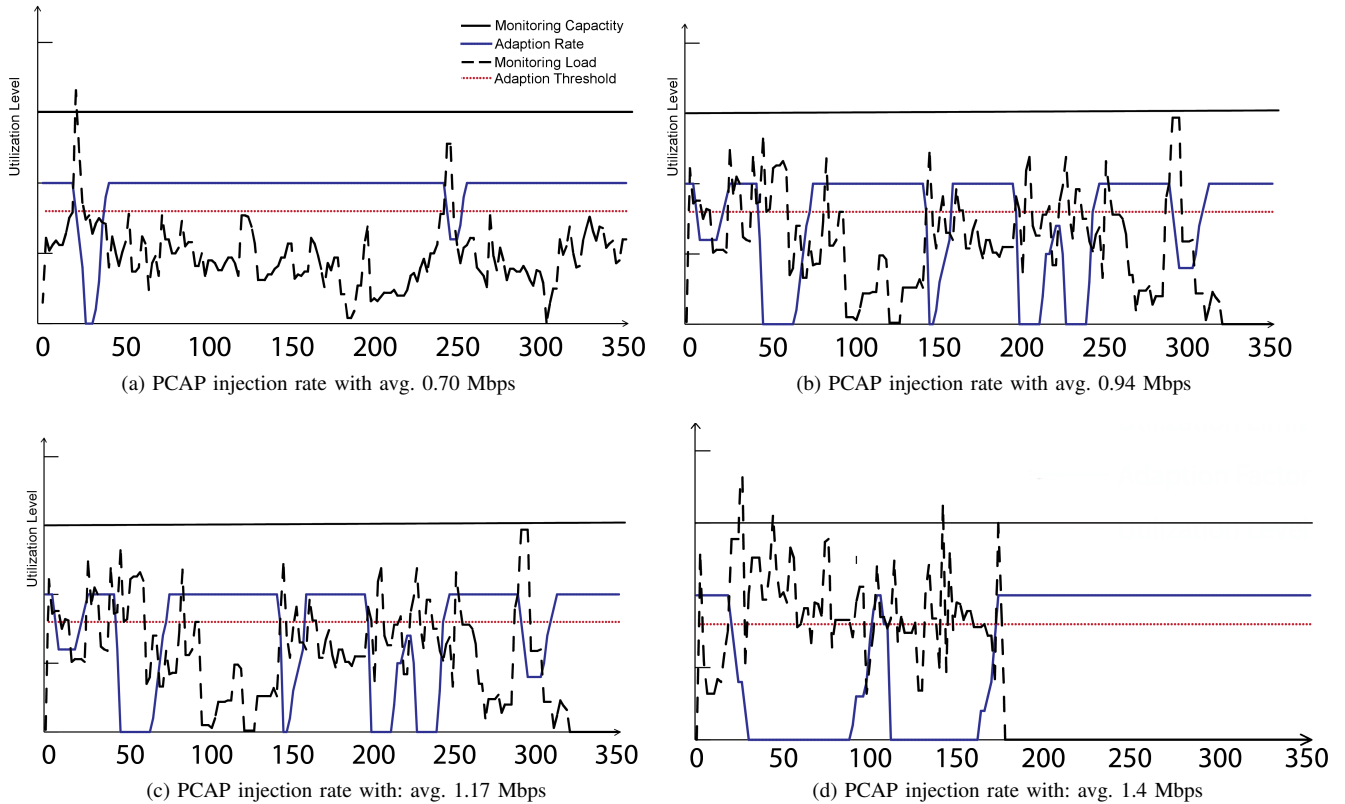 Monitoring Capactity
Adaption Rate
Monitoring Load
Adaption Threshold
Utilization Level
0 50 100 150 200 250 300 350
(a) PCAP injection rate with avg. 0.70 Mbps
Utilization Level
0 50 100 150 200 250 300 350
(b) PCAP injection rate with avg. 0.94 Mbps
Utilization Level
0 50 100 150 200 250 300 350
(c) PCAP injection rate with: avg. 1.17 Mbps
0 50 100 150 200 250 300 350
(d) PCAP injection rate with: avg. 1.4 Mbps